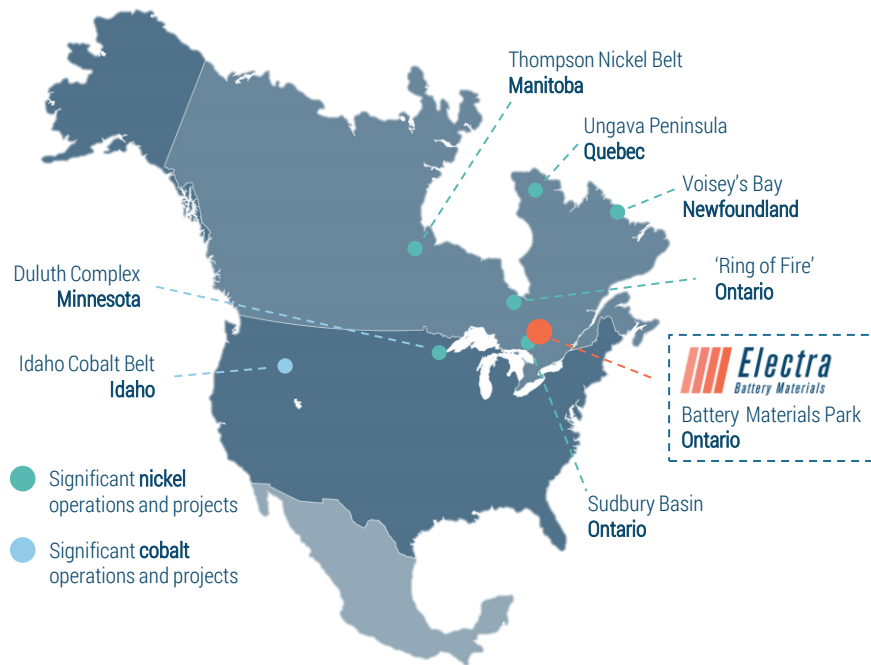 Thompson Nickel Belt
Manitoba
Ungava Peninsula
Quebec
Voisey's Bay
Newfoundland
'Ring of Fire'
Ontario
Duluth Complex
Minnesota
Idaho Cobalt Belt
Idaho
Electra
Battery Materials
Battery Materials Park
Ontario
Sudbury Basin
Ontario
Significant nickel
operations and projects
Significant cobalt
operations and projects